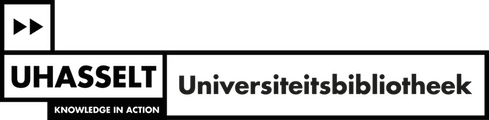 UHASSELT
Universiteitsbibliotheek
KNOWLEDGE IN ACTION